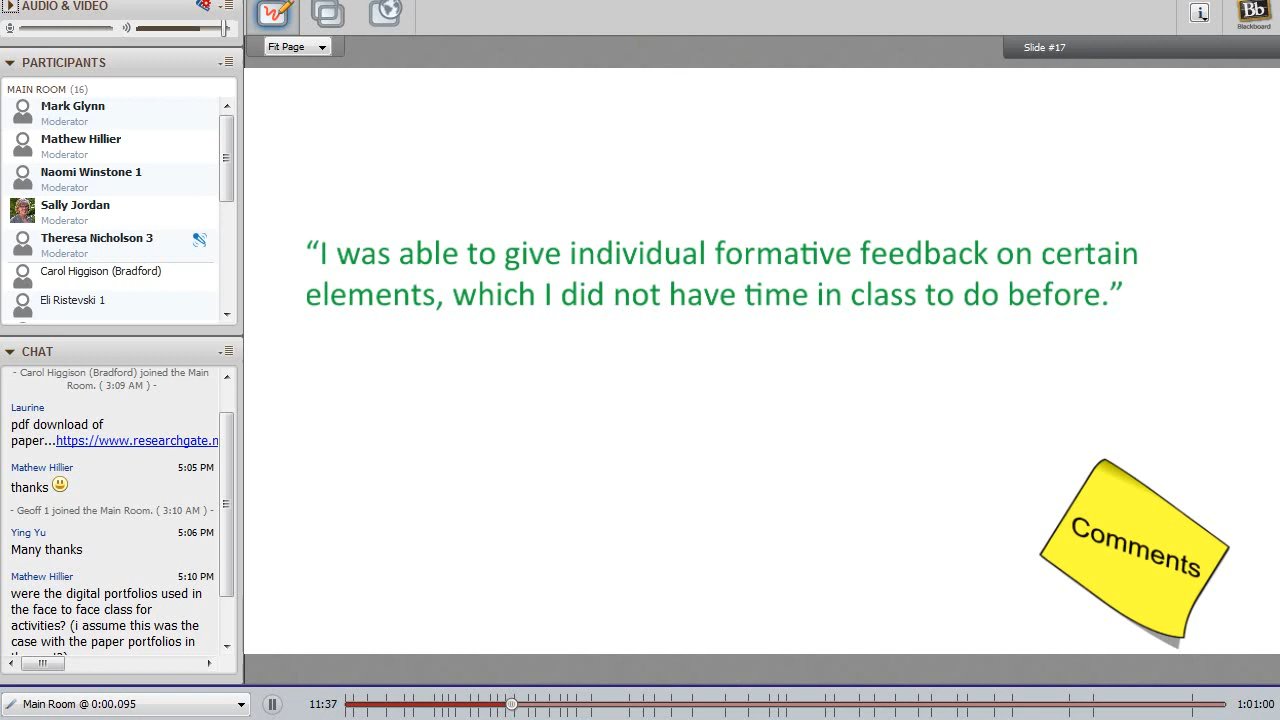 AUDIO & VIDEO
PARTICIPANTS
MAIN ROOM (16)
Mark Glynn
Moderator
Mathew Hillier
Moderator
Naomi Winstone 1
Moderator
Sally Jordan
Moderator
Theresa Nicholson 3
Moderator
Carol Higgison (Bradford)
Eli Ristevski 1
CHAT
- Carol Higgison (Bradford) joined the Main
Room. ( 3:09 AM ) -
Laurine
pdf download of
paper...https://www.researchgate.n
Mathew Hillier 5:05 PM
thanks
- Geoff 1 joined the Main Room. ( 3:10 AM ) -
Ying Yu 5:06 PM
Many thanks
Mathew Hillier 5:10 PM
were the digital portfolios used in
the face to face class for
activities? (i assume this was the
case with the paper portfolios in
Fit Page
Slide #17
Bb
Blackboard
“I was able to give individual formative feedback on certain
elements, which I did not have time in class to do before.”
Comments
Main Room @ 0:00.095
11:37
1:01:00